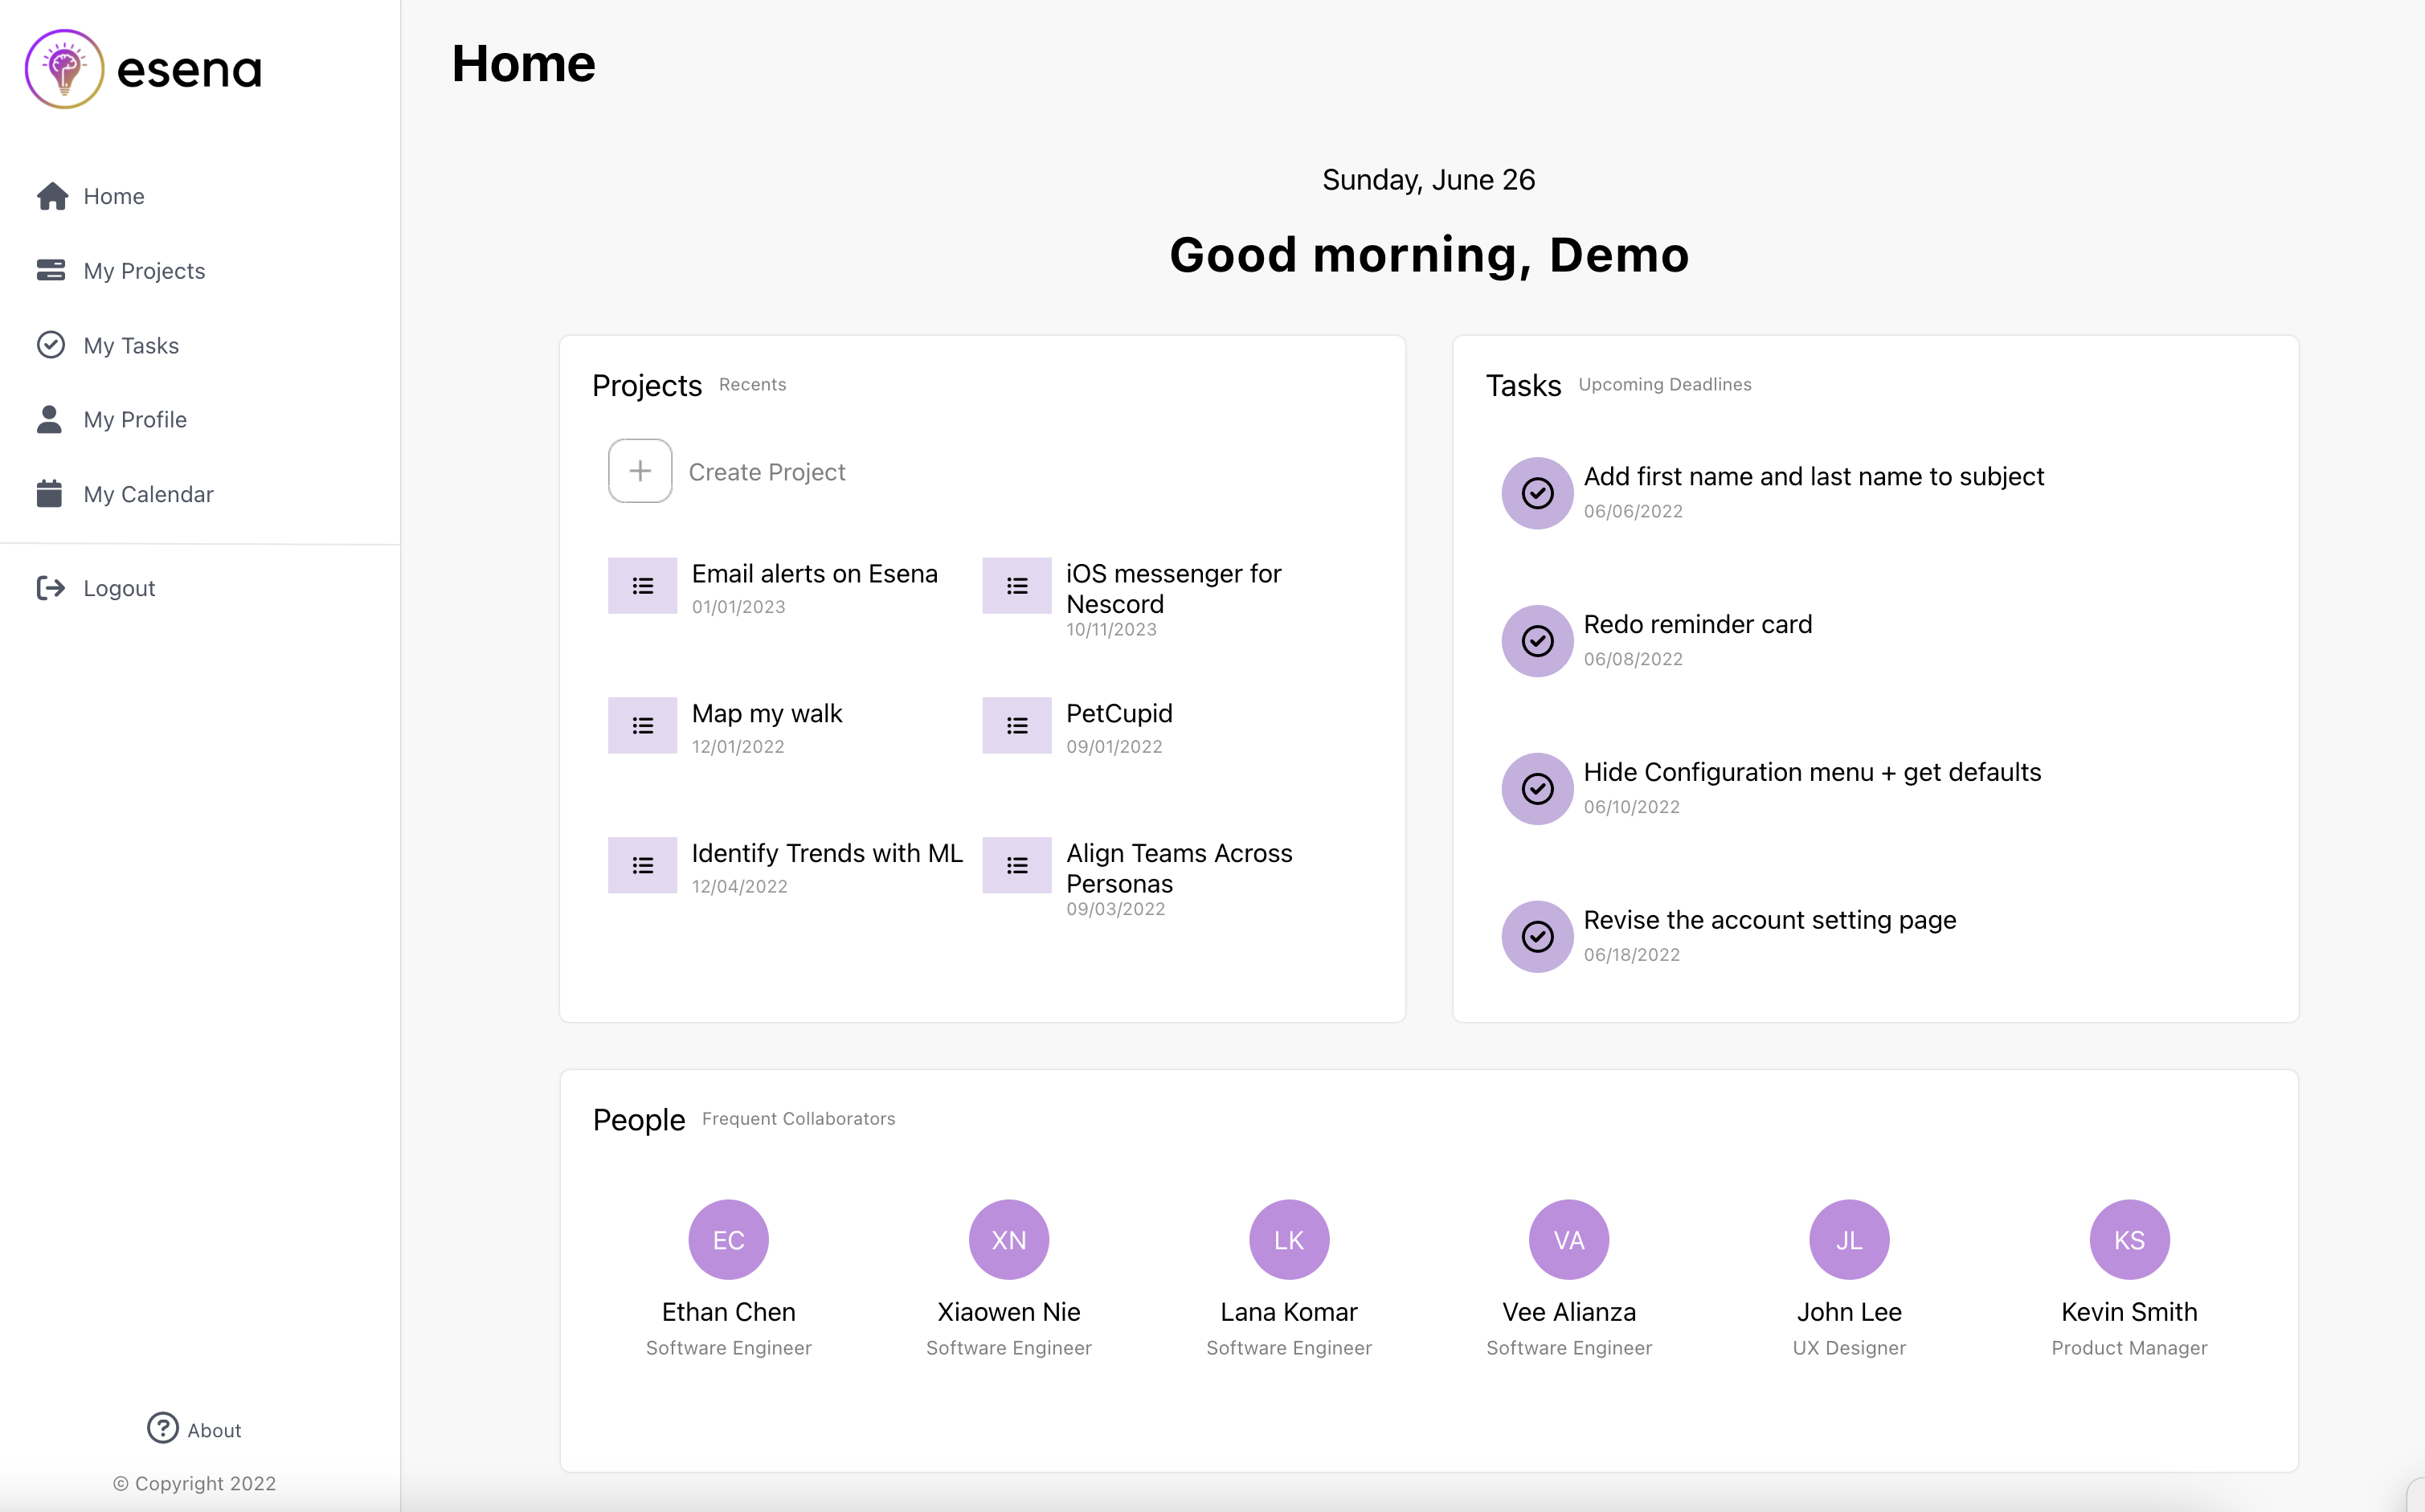 esena
Home
My Projects
My Tasks
My Profile
My Calendar
Logout
About
© Copyright 2022
Home
Sunday, June 26
Good morning, Demo
Projects Recents
Create Project
Email alerts on Esena
01/01/2023
iOS messenger for
Nescord
10/11/2023
Map my walk
12/01/2022
PetCupid
09/01/2022
Identify Trends with ML
12/04/2022
Align Teams Across
Personas
09/03/2022
Tasks Upcoming Deadlines
Add first name and last name to subject
06/06/2022
Redo reminder card
06/08/2022
Hide Configuration menu + get defaults
06/10/2022
Revise the account setting page
06/18/2022
People Frequent Collaborators
EC
Ethan Chen
Software Engineer
XN
Xiaowen Nie
Software Engineer
LK
Lana Komar
Software Engineer
VA
Vee Alianza
Software Engineer
JL
John Lee
UX Designer
KS
Kevin Smith
Product Manager